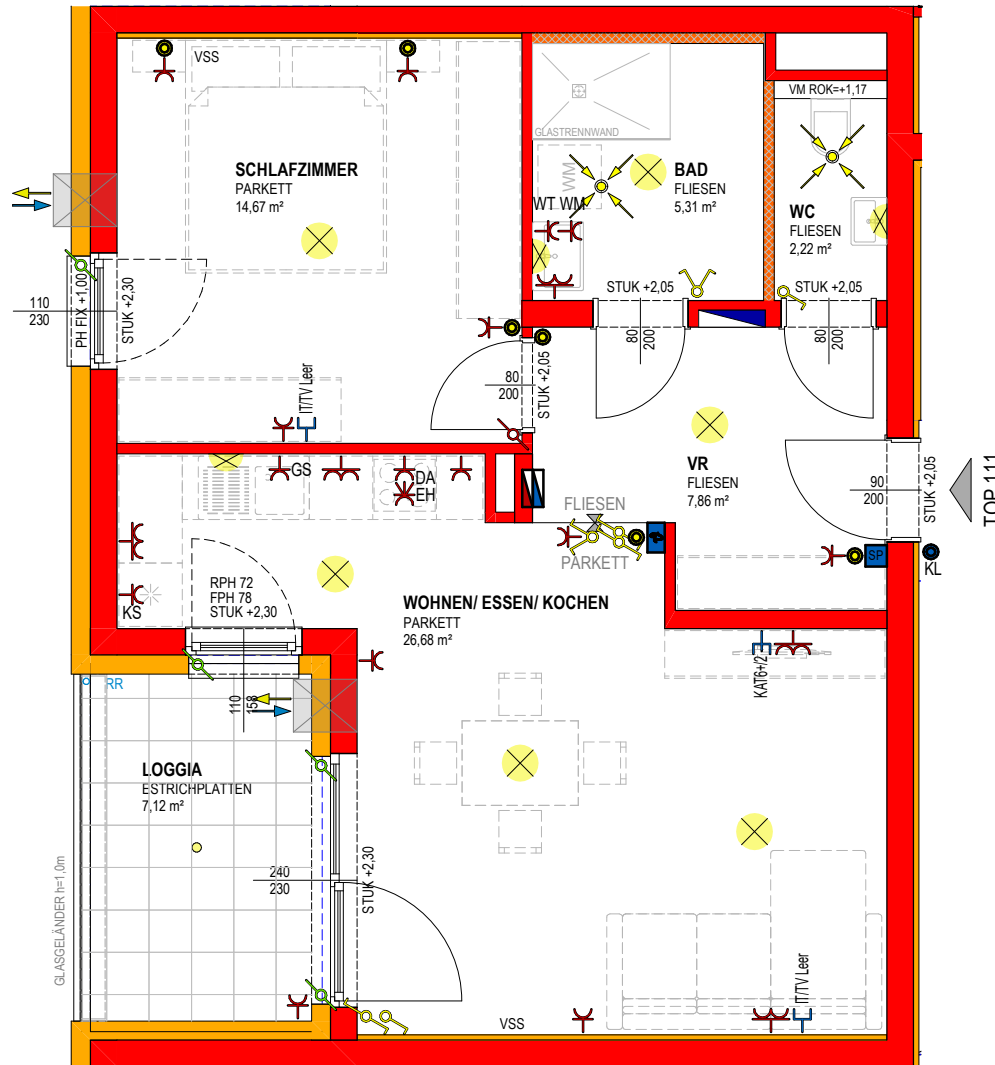 VSS
VM ROK=+1,17
GLASTRENNWAND
SCHLAFZIMMER
PARKETT
14,67 m²
BAD
FLIESEN
5,31 m²
WM
WT WM
WC
FLIESEN
2,22 m²
STUK +2,05
STUK +2,05
110
230
PH FIX +1,00
STUK +2,30
80
200
80
200
80
200
STUK +2,05
IT/TV Leer
VR
FLIESEN
7,86 m²
90
200
STUK +2,05
TOP 111
GS
DA
EH
FLIESEN
PARKETT
SP
KL
KS
RPH 72
FPH 78
STUK +2,30
WOHNEN/ ESSEN/ KOCHEN
PARKETT
26,68 m²
KAT6+/2
RR
110
158
LOGGIA
ESTRICHPLATTEN
7,12 m²
240
230
STUK +2,30
GLASGELÄNDER h=1,0m
IT/TV Leer
VSS